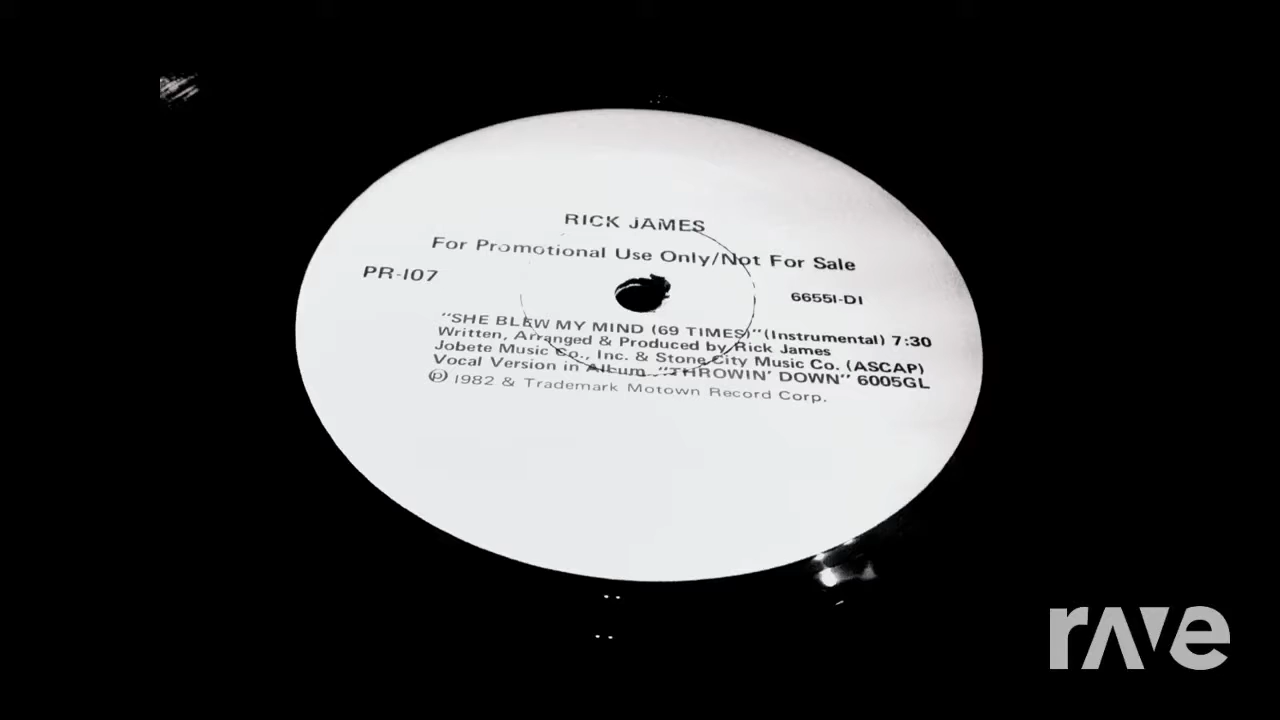 RICK JAMES
For Promotional Use Only/Not For Sale
PR-107
6655I-D1
"SHE BLEW MY MIND (69 TIMES)" (Instrumental) 7:30
Written, Arranged & Produced by Rick James
Jobete Music Co., Inc. & Stone City Music Co. (ASCAP)
Vocal Version in Album "THROWIN' DOWN" 6005GL
℗ 1982 & Trademark Motown Record Corp.
rave